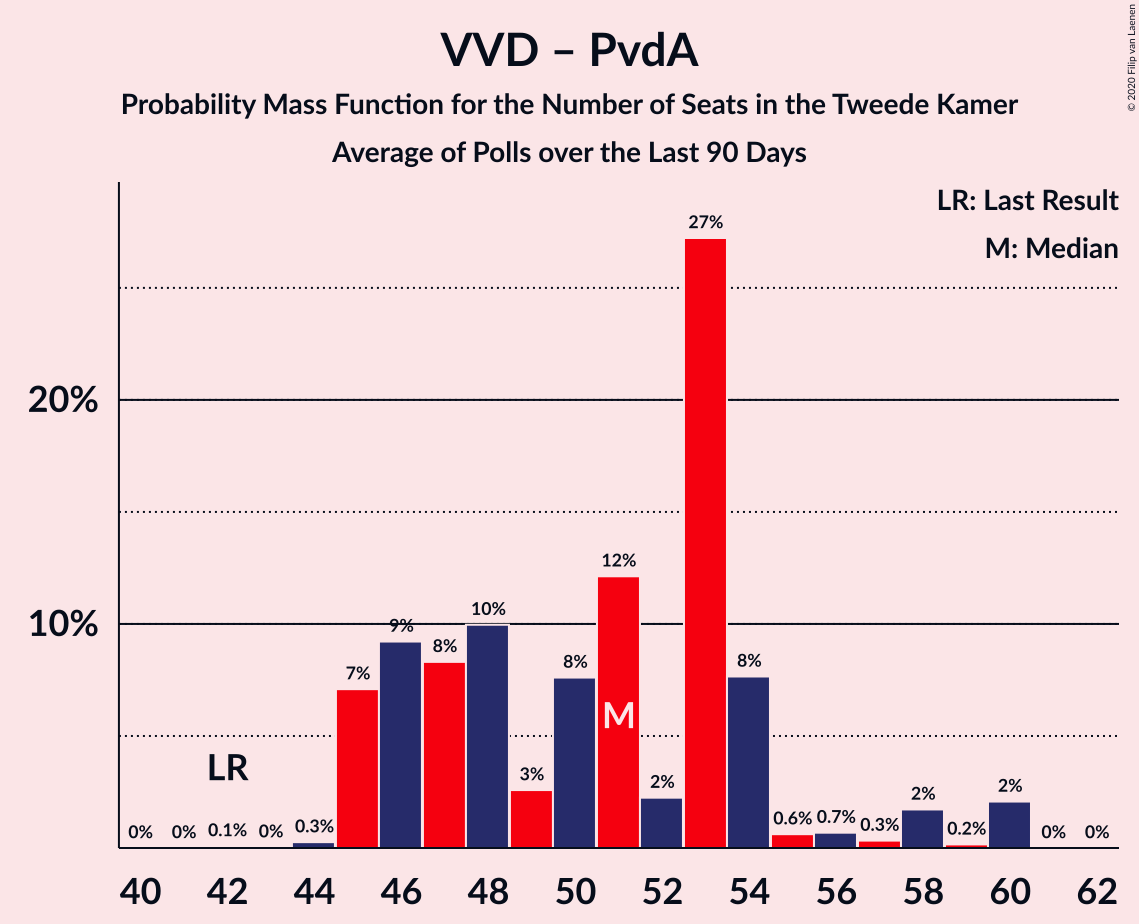 VVD – PvdA
Probability Mass Function for the Number of Seats in the Tweede Kamer
Average of Polls over the Last 90 Days
© 2020 Filip van Laenen
LR: Last Result
M: Median
20%
10%
0% 0% 0.1% 0% 0.3% 7% 9% 8% 10% 3% 8% 12% 2% 27% 8% 0.6% 0.7% 0.3% 2% 0.2% 2% 0% 0%
LR
M
40 42 44 46 48 50 52 54 56 58 60 62